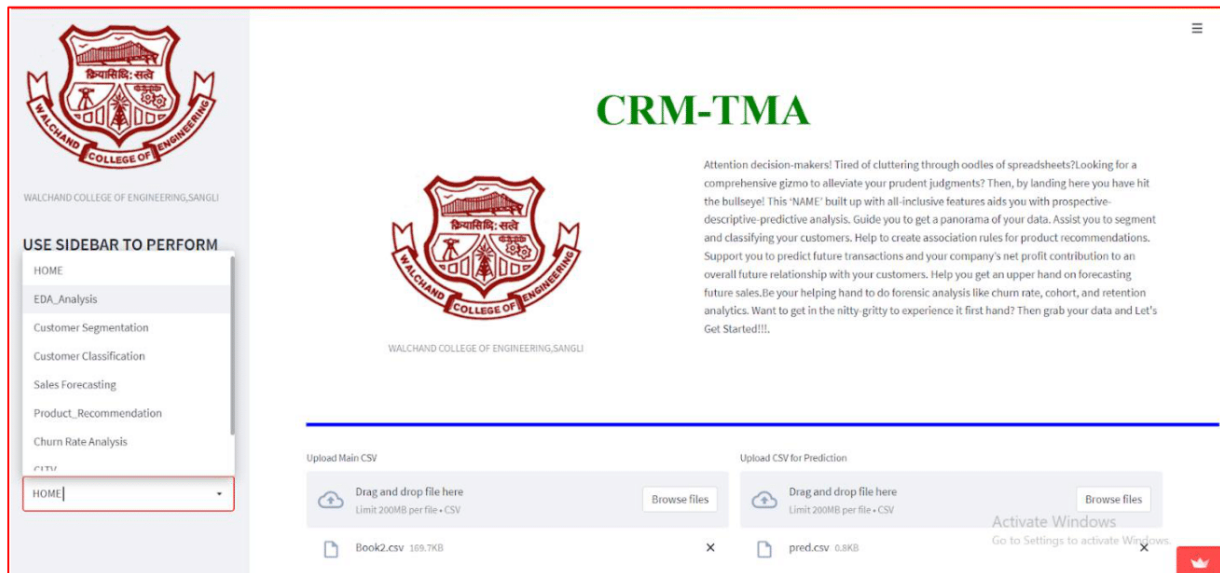 क्रियासिद्धि: सत्वे
WALCHAND COLLEGE OF ENGINEERING
WALCHAND COLLEGE OF ENGINEERING,SANGLI
USE SIDEBAR TO PERFORM
HOME
EDA_Analysis
Customer Segmentation
Customer Classification
Sales Forecasting
Product_Recommendation
Churn Rate Analysis
HOME
CRM-TMA
क्रियासिद्धि: सत्वे
WALCHAND COLLEGE OF ENGINEERING
WALCHAND COLLEGE OF ENGINEERING,SANGLI
Attention decision-makers! Tired of cluttering through oodles of spreadsheets?Looking for a
comprehensive gizmo to alleviate your prudent judgments? Then, by landing here you have hit
the bullseye! This ‘NAME’ built up with all-inclusive features aids you with prospective-
descriptive-predictive analysis. Guide you to get a panorama of your data. Assist you to segment
and classifying your customers. Help to create association rules for product recommendations.
Support you to predict future transactions and your company's net profit contribution to an
overall future relationship with your customers. Help you get an upper hand on forecasting
future sales.Be your helping hand to do forensic analysis like churn rate, cohort, and retention
analytics. Want to get in the nitty-gritty to experience it first hand? Then grab your data and Let's
Get Started!!!.
Upload Main CSV
Drag and drop file here
Limit 200MB per file • CSV
Browse files
Book2.csv 169.7KB
Upload CSV for Prediction
Drag and drop file here
Limit 200MB per file • CSV
Browse files
pred.csv 0.8KB
Activate Windows
Go to Settings to activate Windows.